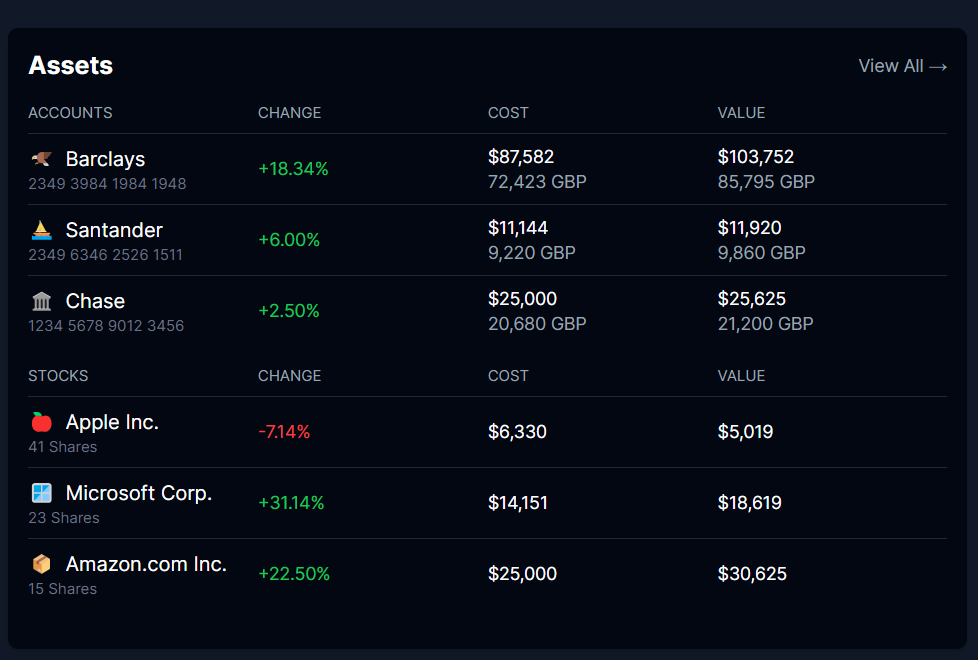 Assets
View All →
ACCOUNTS CHANGE COST VALUE
Barclays
2349 3984 1984 1948
+18.34%
$87,582
72,423 GBP
$103,752
85,795 GBP
Santander
2349 6346 2526 1511
+6.00%
$11,144
9,220 GBP
$11,920
9,860 GBP
Chase
1234 5678 9012 3456
+2.50%
$25,000
20,680 GBP
$25,625
21,200 GBP
STOCKS CHANGE COST VALUE
Apple Inc.
41 Shares
-7.14%
$6,330
$5,019
Microsoft Corp.
23 Shares
+31.14%
$14,151
$18,619
Amazon.com Inc.
15 Shares
+22.50%
$25,000
$30,625